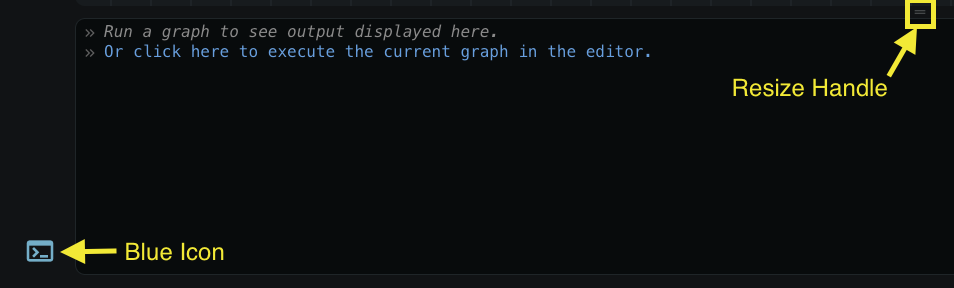 » Run a graph to see output displayed here.
» Or click here to execute the current graph in the editor.
Resize Handle
Blue Icon